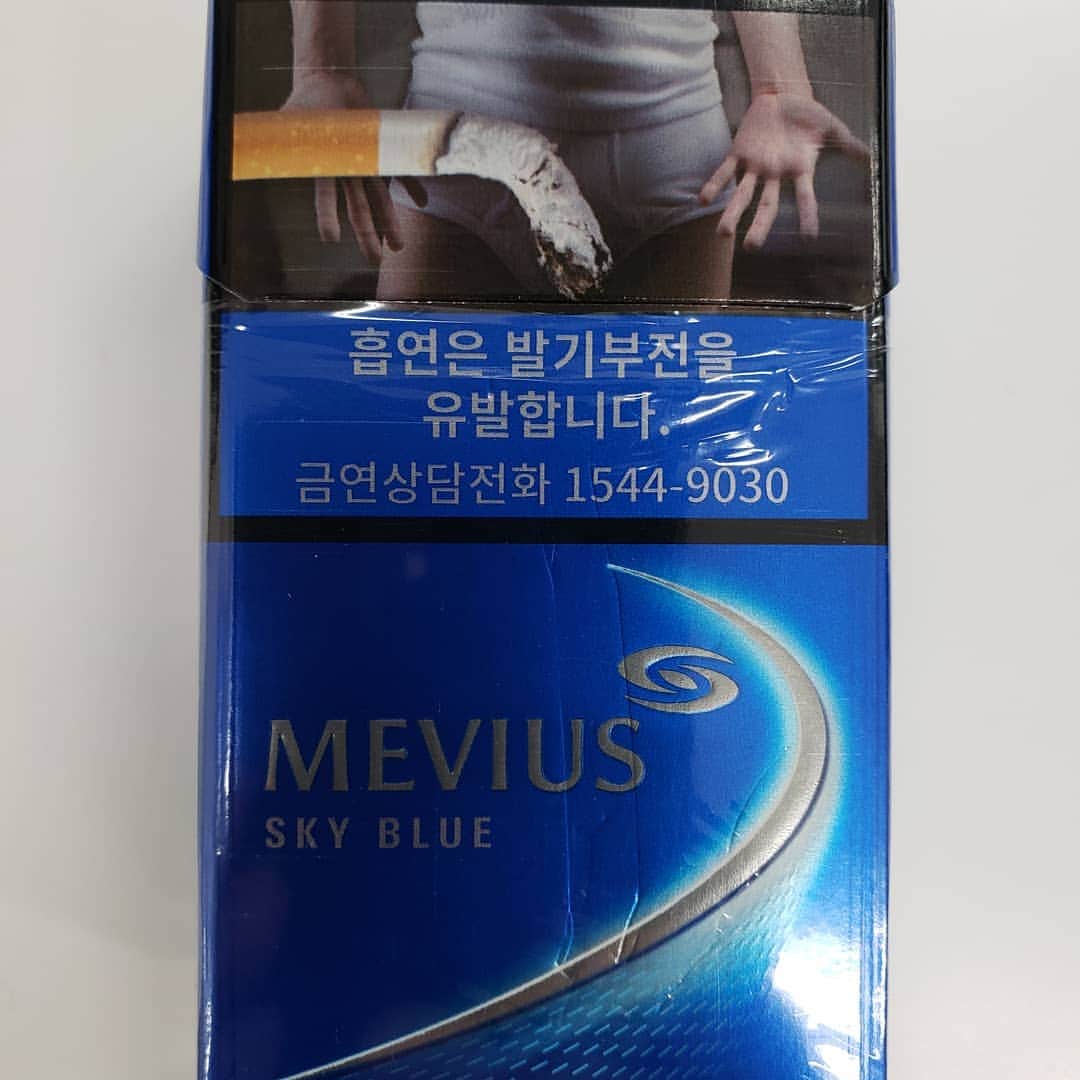 흡연은 발기부전을
유발합니다.
금연상담전화 1544-9030
MEVIUS
SKY BLUE